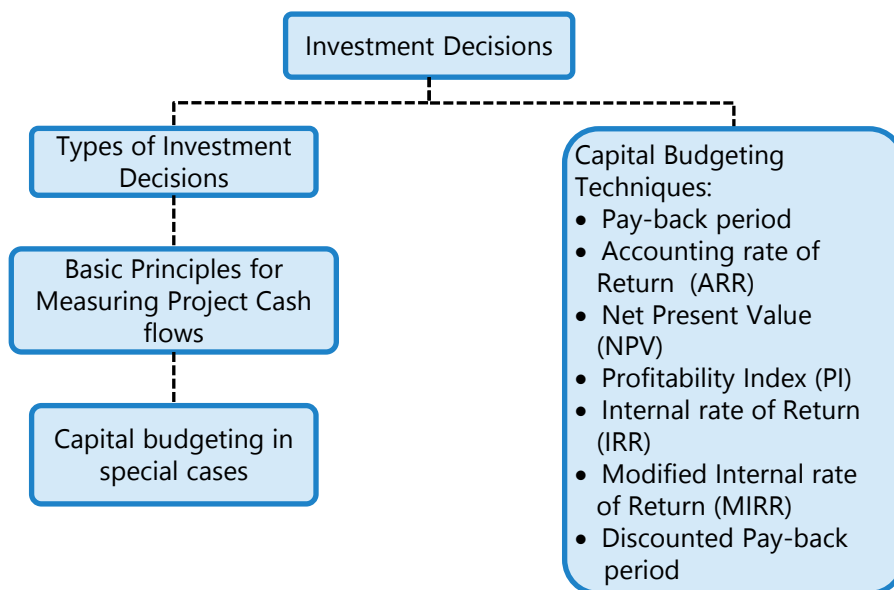 Investment Decisions
Types of Investment
Decisions
Basic Principles for
Measuring Project Cash
flows
Capital budgeting in
special cases
Capital Budgeting
Techniques:
• Pay-back period
• Accounting rate of
Return (ARR)
• Net Present Value
(NPV)
• Profitability Index (PI)
• Internal rate of Return
(IRR)
• Modified Internal rate
of Return (MIRR)
• Discounted Pay-back
period